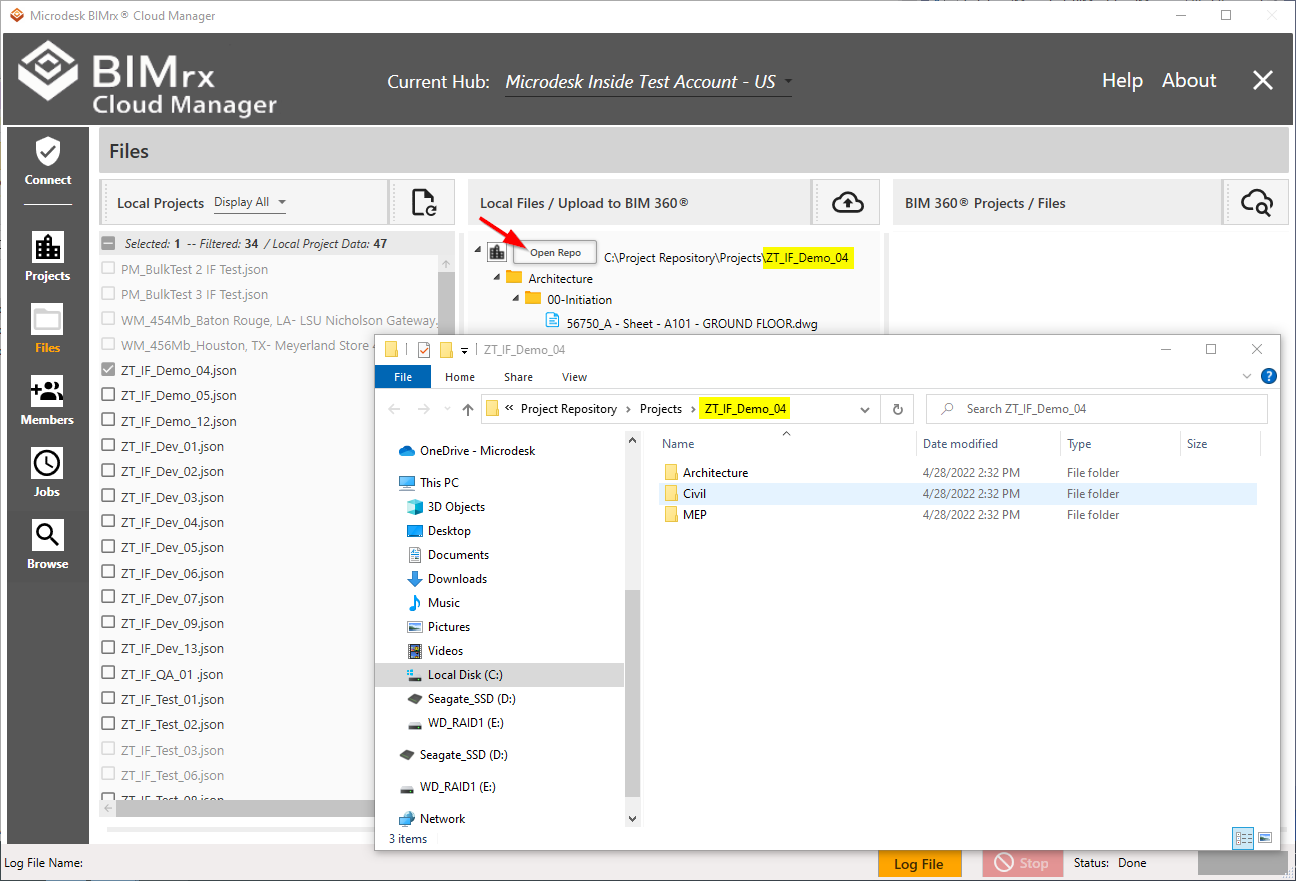 Microdesk BIMrx® Cloud Manager
BIMrx
Cloud Manager
Current Hub: Microdesk Inside Test Account - US
Help About
Files
Connect
Projects
Files
Members
Jobs
Browse
Local Projects Display All
Selected: 1 -- Filtered: 34 / Local Project Data: 47
PM_BulkTest 2 IF Test.json
PM_BulkTest 3 IF Test.json
WM_454Mb_Baton Rouge, LA- LSU Nicholson Gateway.
WM_456Mb_Houston, TX- Meyerland Store
ZT_IF_Demo_04.json
ZT_IF_Demo_05.json
ZT_IF_Demo_12.json
ZT_IF_Dev_01.json
ZT_IF_Dev_02.json
ZT_IF_Dev_03.json
ZT_IF_Dev_04.json
ZT_IF_Dev_05.json
ZT_IF_Dev_06.json
ZT_IF_Dev_07.json
ZT_IF_Dev_09.json
ZT_IF_Dev_13.json
ZT_IF_QA_01 .json
ZT_IF_Test_01.json
ZT_IF_Test_02.json
ZT_IF_Test_03.json
ZT_IF_Test_06.json
ZT_IF_Test_08.json
Local Files / Upload to BIM 360®
Open Repo
C:\Project Repository\Projects\ZT_IF_Demo_04
Architecture
00-Initiation
56750_A - Sheet - A101 - GROUND FLOOR.dwg
BIM 360® Projects / Files
ZT_IF_Demo_04
File Home Share View
« Project Repository › Projects › ZT_IF_Demo_04
Search ZT_IF_Demo_04
OneDrive - Microdesk
This PC
3D Objects
Desktop
Documents
Downloads
Music
Pictures
Videos
Local Disk (C:)
Seagate_SSD (D:)
WD_RAID1 (E:)
Seagate_SSD (D:)
WD_RAID1 (E:)
Network
Name Date modified Type Size
Architecture 4/28/2022 2:32 PM File folder
Civil 4/28/2022 2:32 PM File folder
MEP 4/28/2022 2:32 PM File folder
3 items
Log File Name:
Log File
Stop
Status: Done